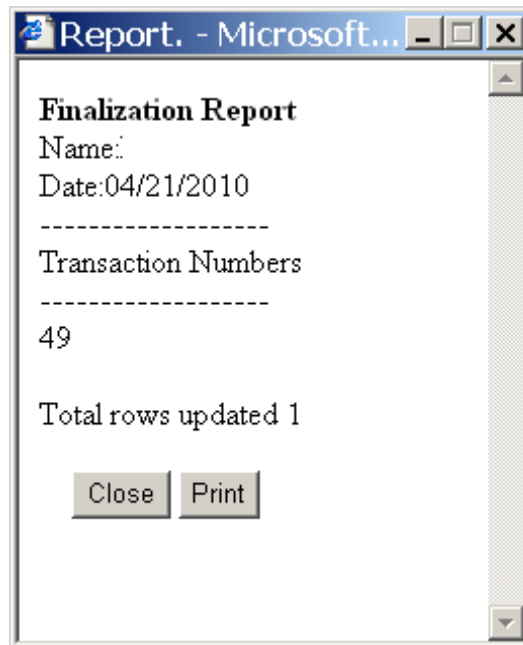 Report. - Microsoft...
Finalization Report
Name:
Date:04/21/2010
-------------------
Transaction Numbers
-------------------
49
Total rows updated 1
Close Print